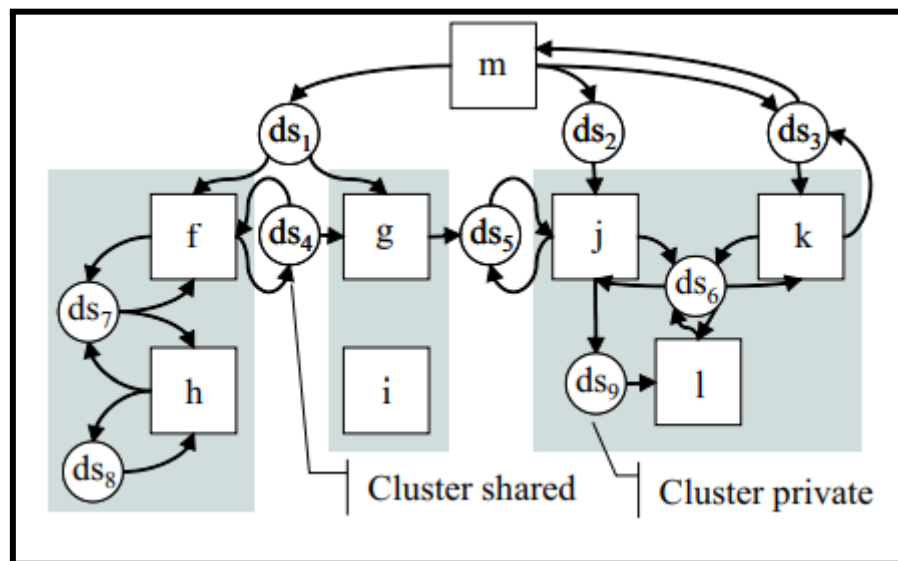 m
ds₁
ds₂
ds₃
f
ds₄
g
ds₅
j
k
ds₆
ds₇
h
i
ds₉
l
ds₈
Cluster shared
Cluster private